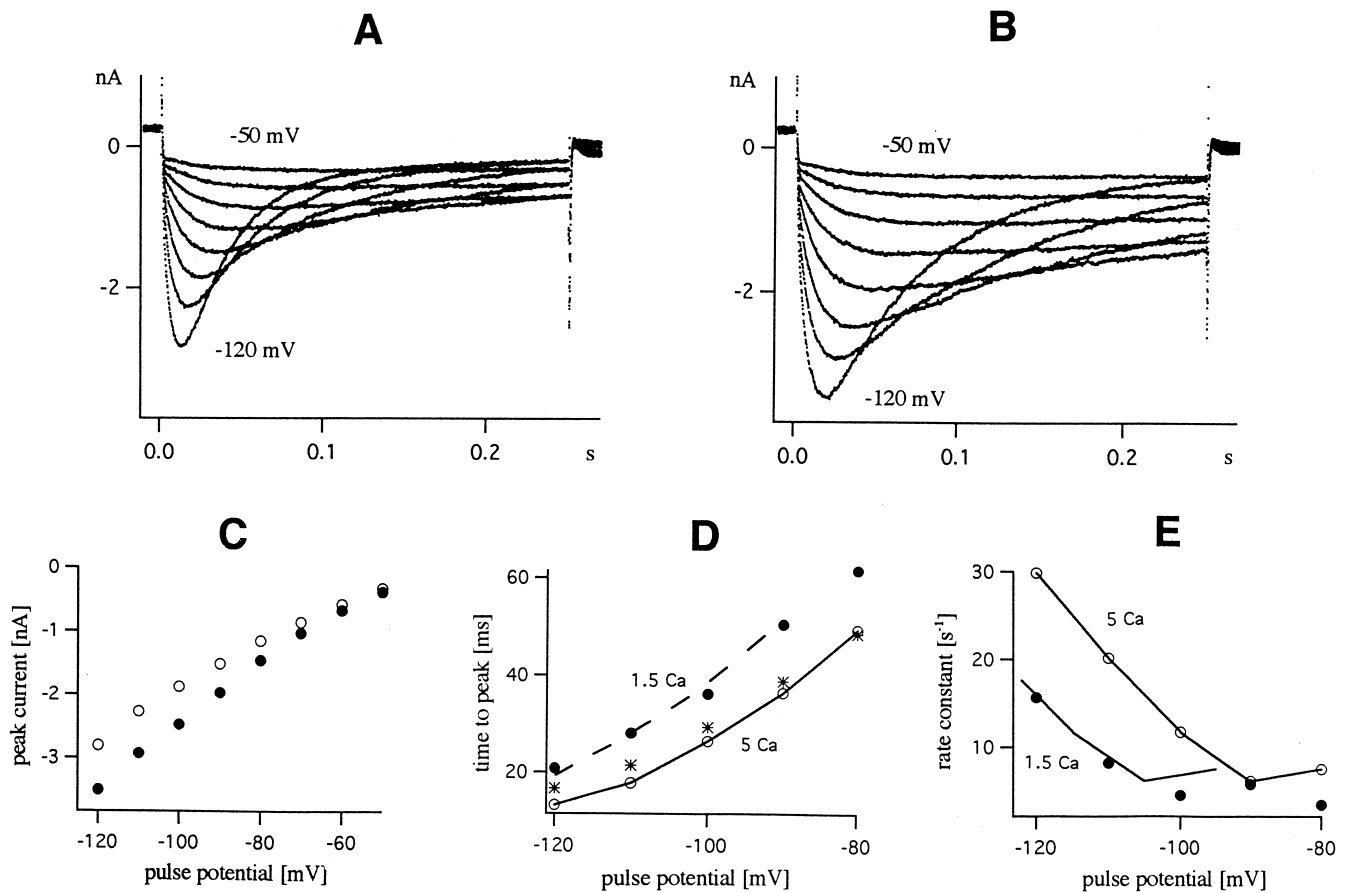 A
B
nA
nA
-50 mV
-50 mV
0
0
-2
-2
-120 mV
-120 mV
0.0 0.1 0.2 s
0.0 0.1 0.2 s
C
D
E
0
-1
-2
-3
peak current [nA]
-120 -100 -80 -60
pulse potential [mV]
60
40
20
time to peak [ms]
1.5 Ca
5 Ca
-120 -100 -80
pulse potential [mV]
30
20
10
rate constant [s⁻¹]
5 Ca
1.5 Ca
-120 -100 -80
pulse potential [mV]